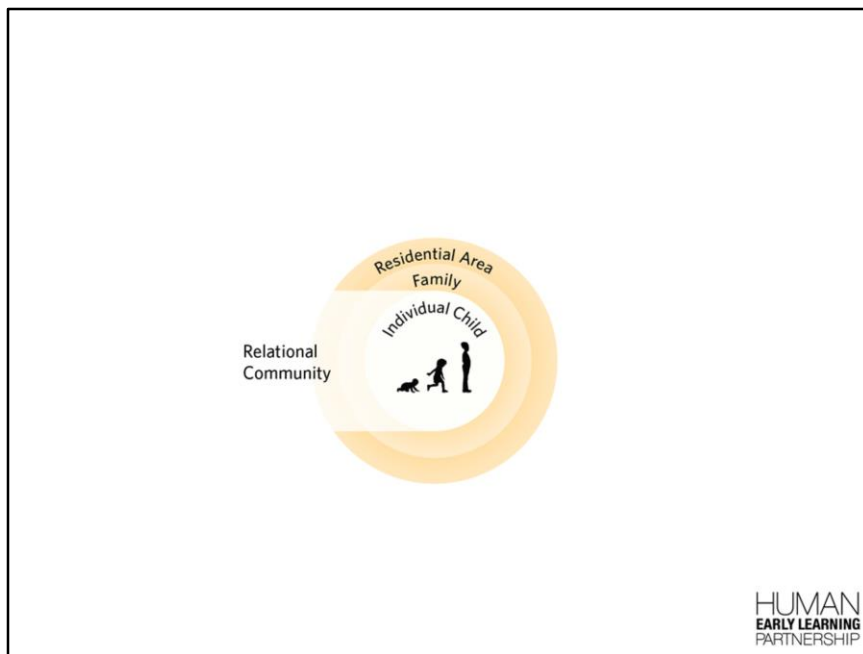 Residential Area
Family
Individual Child
Relational
Community
HUMAN
EARLY LEARNING
PARTNERSHIP